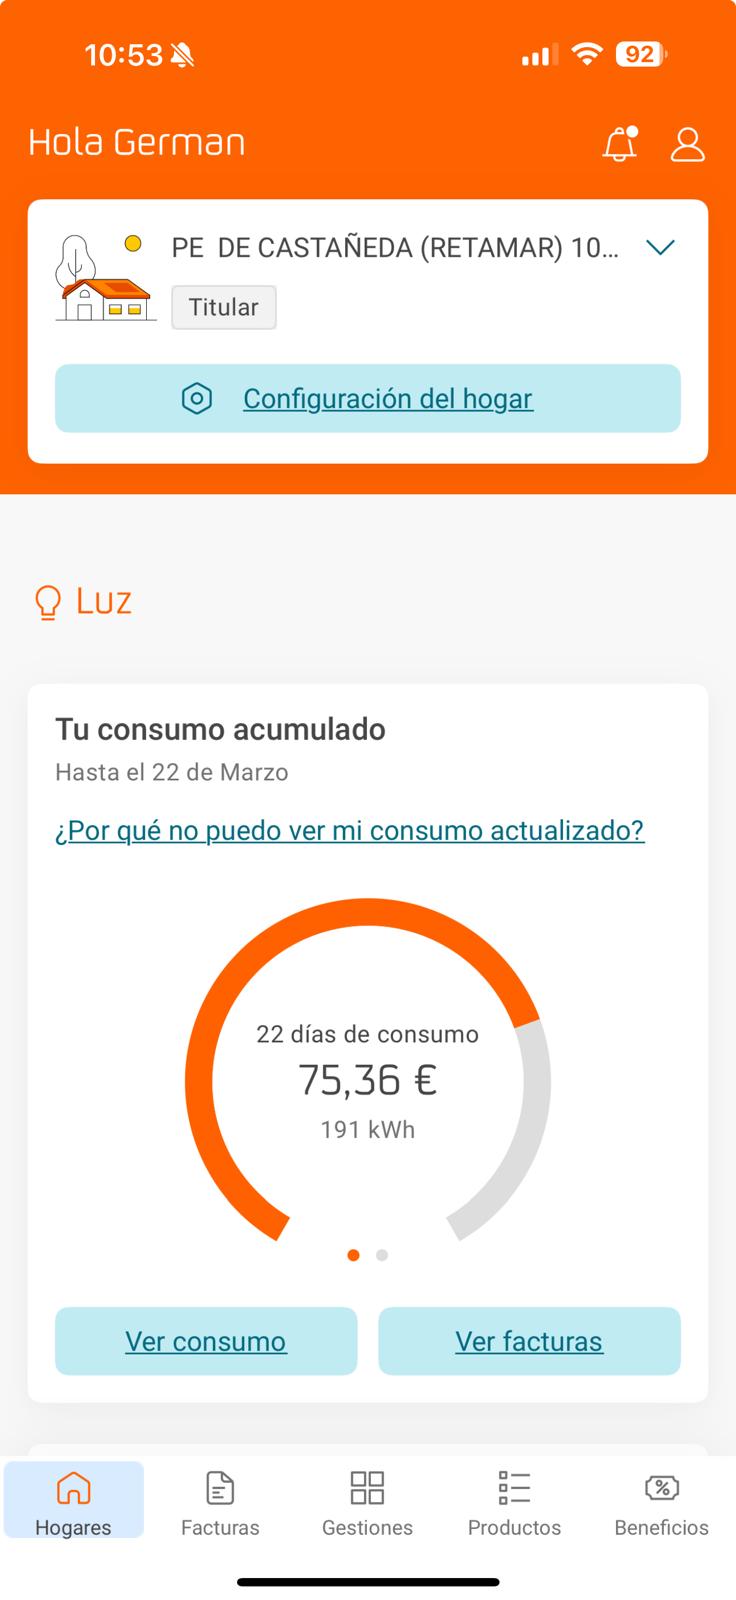 10:53
92
Hola German
PE  DE CASTAÑEDA (RETAMAR) 10...
Titular
Configuración del hogar
Luz
Tu consumo acumulado
Hasta el 22 de Marzo
¿Por qué no puedo ver mi consumo actualizado?
22 días de consumo
75,36 €
191 kWh
Ver consumo
Ver facturas
Hogares
Facturas
Gestiones
Productos
Beneficios